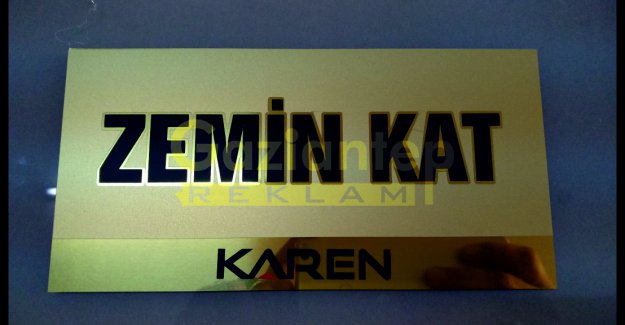 ZEMİN KAT
Gaziantep
REKLAM
KAREN